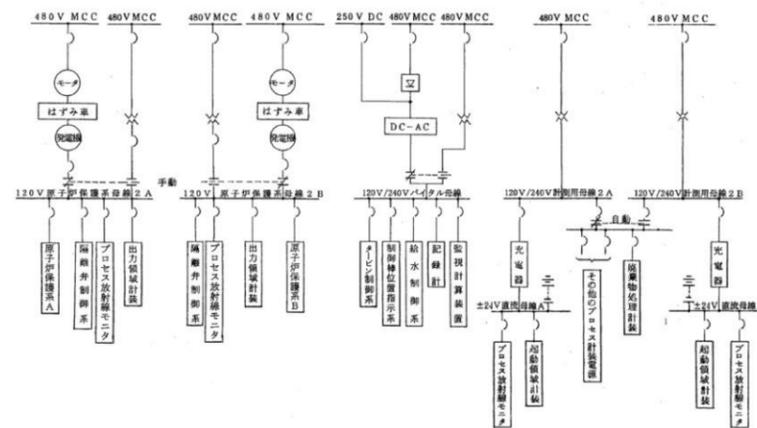 480V MCC
480V MCC
480V MCC
480V MCC
250V DC
480V MCC
480V MCC
480V MCC
480V MCC
モータ
モータ
はずみ車
はずみ車
DC-AC
発電機
発電機
手動
120V原子炉保護系母線2A
120V 原子炉保護系母線2B
120V/240Vバイタル母線
120V/240V計測用母線2A
120V/240V計測用母線2B
自動
原子炉保護系A
隔離弁制御系
プロセス放射線モニタ
出力領域計装
隔離弁制御系
プロセス放射線モニタ
出力領域計装
原子炉保護系B
タービン制御系
制御棒位置指示系
給水制御系
記録計
監視計算装置
充電器
その他のプロセス計装電源
廃棄物処理計装
充電器
±24V直流母線A
±24V直流母線
プロセス放射線モニタ
起動領域計装
起動領域計装
プロセス放射線モニタ